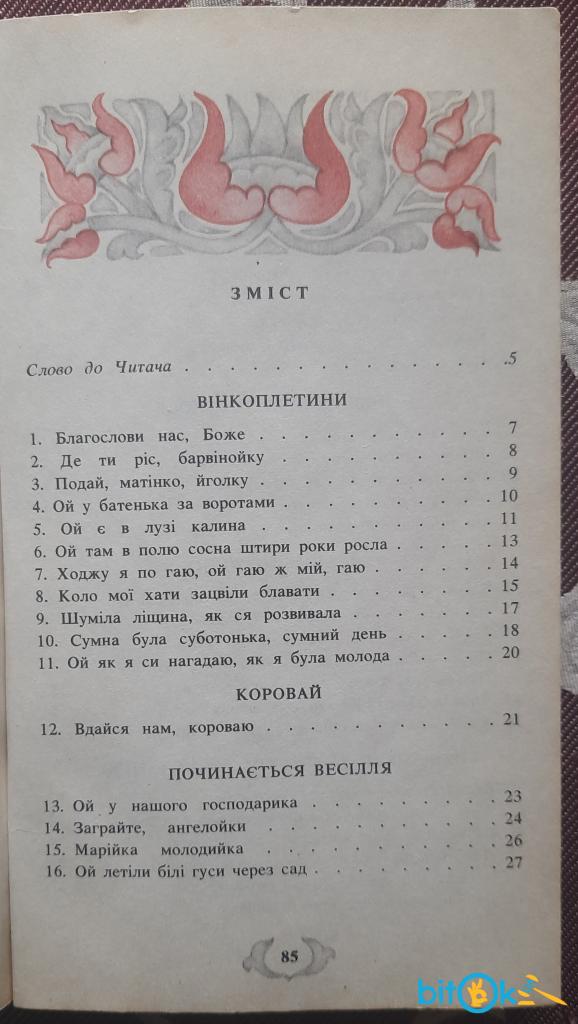 ЗМІСТ
Слово до Читача . . . . . . . . . . . . . . .5
ВІНКОПЛЕТИНИ
1. Благослови нас, Боже . . . . . . . . . . . 7
2. Де ти ріс, барвінойку . . . . . . . . . . 8
3. Подай, матінко, йголку . . . . . . . . . . 9
4. Ой у батенька за воротами . . . . . . . . . 10
5. Ой є в лузі калина . . . . . . . . . . . 11
6. Ой там в полю сосна штири роки росла . . . . . 13
7. Ходжу я по гаю, ой гаю ж мій, гаю . . . . . . 14
8. Коло мої хати зацвіли блавати . . . . . . . . 15
9. Шуміла ліщина, як ся розвивала . . . . . . . 17
10. Сумна була суботонька, сумний день . . . . . 18
11. Ой як я си нагадаю, як я була молода . . . . . 20
КОРОВАЙ
12. Вдайся нам, короваю . . . . . . . . . . . 21
ПОЧИНАЄТЬСЯ ВЕСІЛЛЯ
13. Ой у нашого господарика . . . . . . . . . 23
14. Заграйте, ангелойки . . . . . . . . . . 24
15. Марійка молодийка . . . . . . . . . . . 26
16. Ой летіли білі гуси через сад . . . . . . . . 27
85
bitok